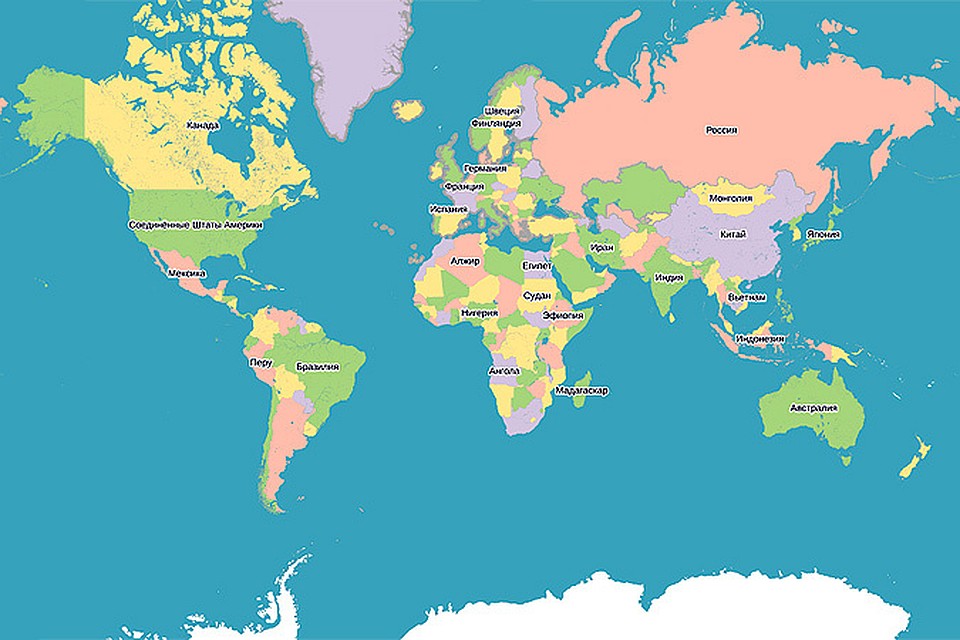 Швеция
Финляндия
Канада
Россия
Германия
Франция
Монголия
Испания
Соединённые Штаты Америки
Китай
Япония
Иран
Алжир
Египет
Мексика
Индия
Судан
Вьетнам
Нигерия
Эфиопия
Индонезия
Перу
Бразилия
Ангола
Мадагаскар
Австралия